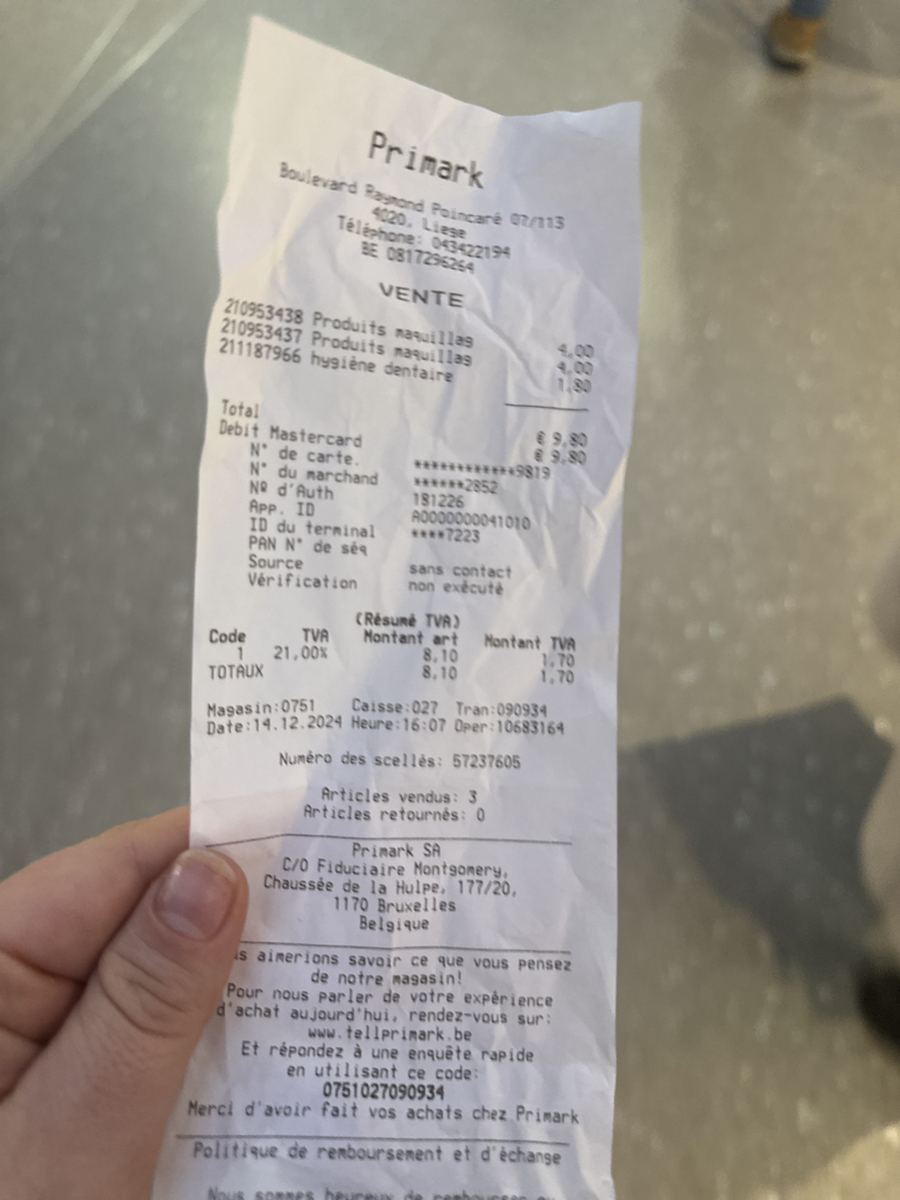 Primark
Boulevard Raymond Poincaré 07/113
4020, Liege
Téléphone: 043422194
BE 0817296264
VENTE
210953438 Produits maquillag 4,00
210953437 Produits maquillag 4,00
211187966 hygiène dentaire 1,80
Total € 9,80
Debit Mastercard € 9,80
N° de carte. ************9819
N° du marchand ******2852
Nº d'Auth 181226
App. ID A0000000041010
ID du terminal ****7223
PAN N° de séq
Source sans contact
Vérification non exécuté
(Résumé TVA)
Code TVA Montant art Montant TVA
1 21,00% 8,10 1,70
TOTAUX 8,10 1,70
Magasin:0751 Caisse:027 Tran:090934
Date:14.12.2024 Heure:16:07 Oper:10683164
Numéro des scellés: 57237605
Articles vendus: 3
Articles retournés: 0
Primark SA
C/O Fiduciaire Montgomery,
Chaussée de la Hulpe, 177/20,
1170 Bruxelles
Belgique
aimerions savoir ce que vous pensez
de notre magasin!
Pour nous parler de votre expérience
d'achat aujourd'hui, rendez-vous sur:
www.tellprimark.be
Et répondez à une enquête rapide
en utilisant ce code:
0751027090934
Merci d'avoir fait vos achats chez Primark
Politique de remboursement et d'échange
Nous sommes heureux de rembourser ou